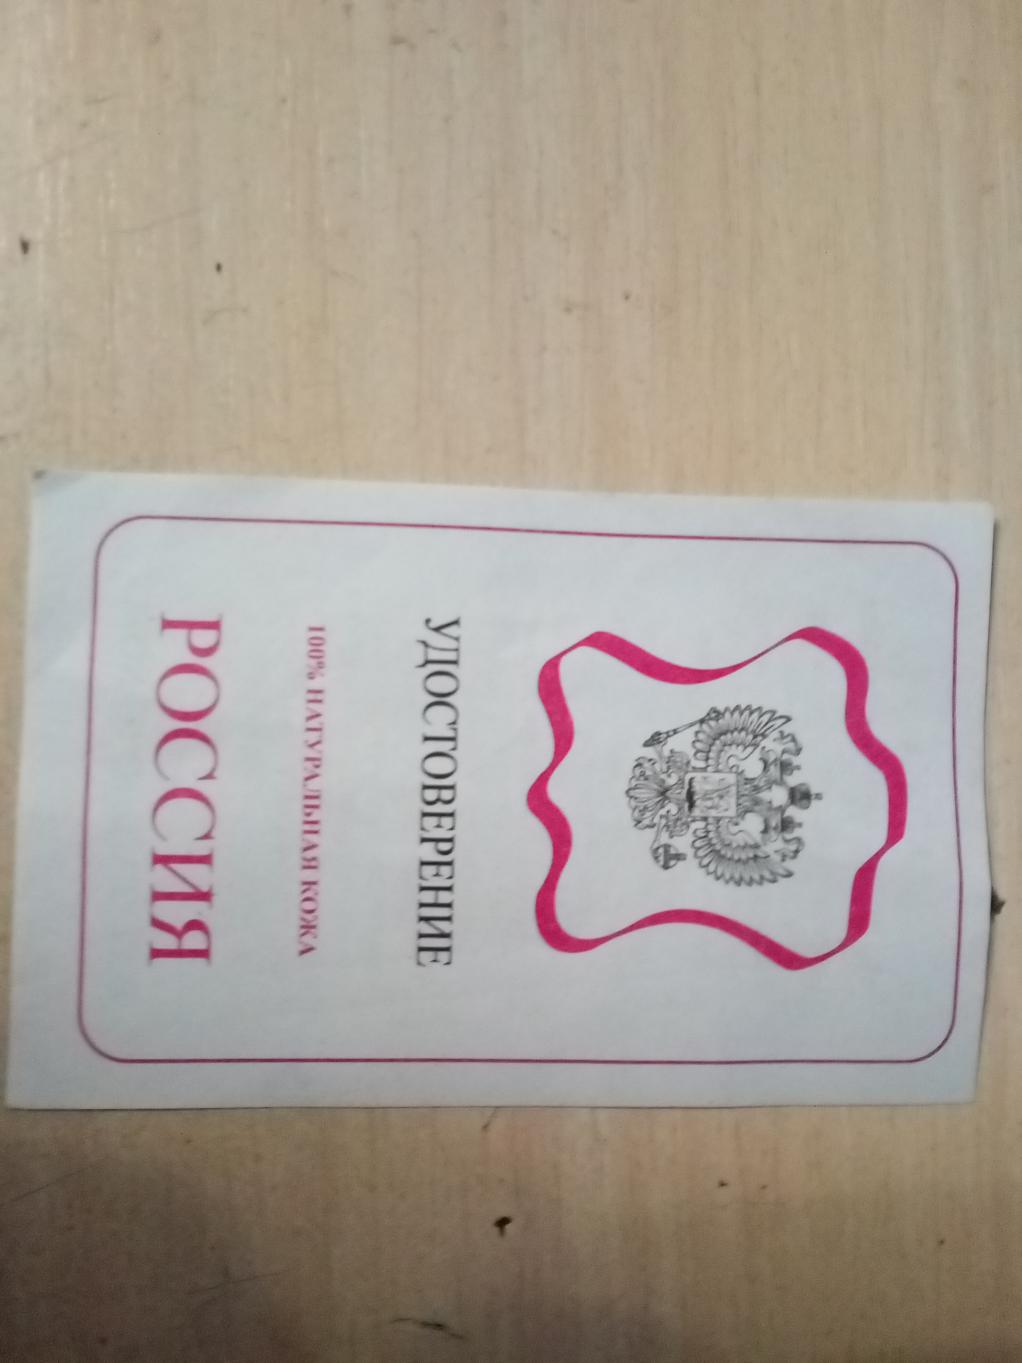 УДОСТОВЕРЕНИЕ
100% НАТУРАЛЬНАЯ КОЖА
РОССИЯ